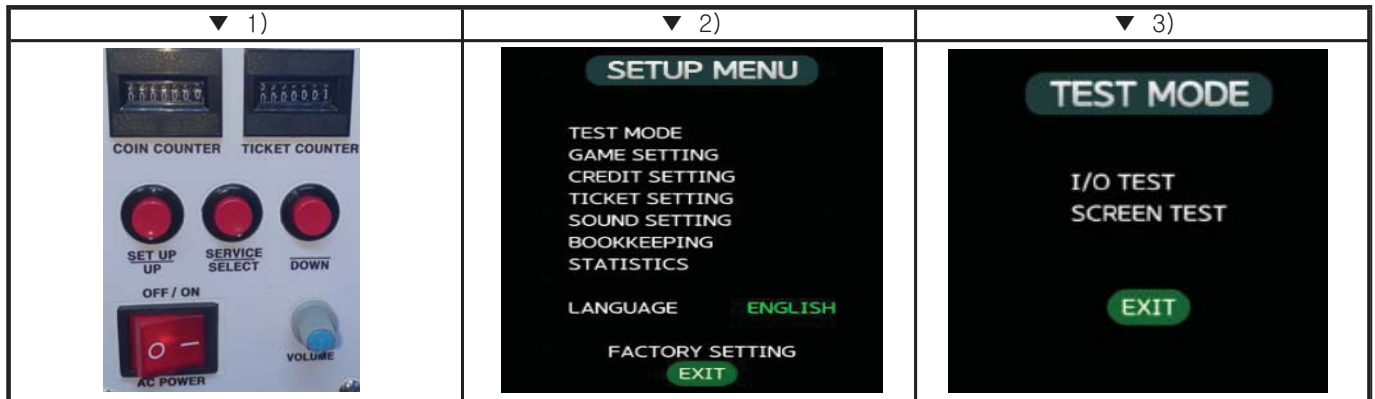 ▼ 1)
▼ 2)
▼ 3)
COIN COUNTER
TICKET COUNTER
SET UP
UP
SERVICE
SELECT
DOWN
OFF / ON
AC POWER
VOLUME
SETUP MENU
TEST MODE
GAME SETTING
CREDIT SETTING
TICKET SETTING
SOUND SETTING
BOOKKEEPING
STATISTICS
LANGUAGE ENGLISH
FACTORY SETTING
EXIT
TEST MODE
I/O TEST
SCREEN TEST
EXIT